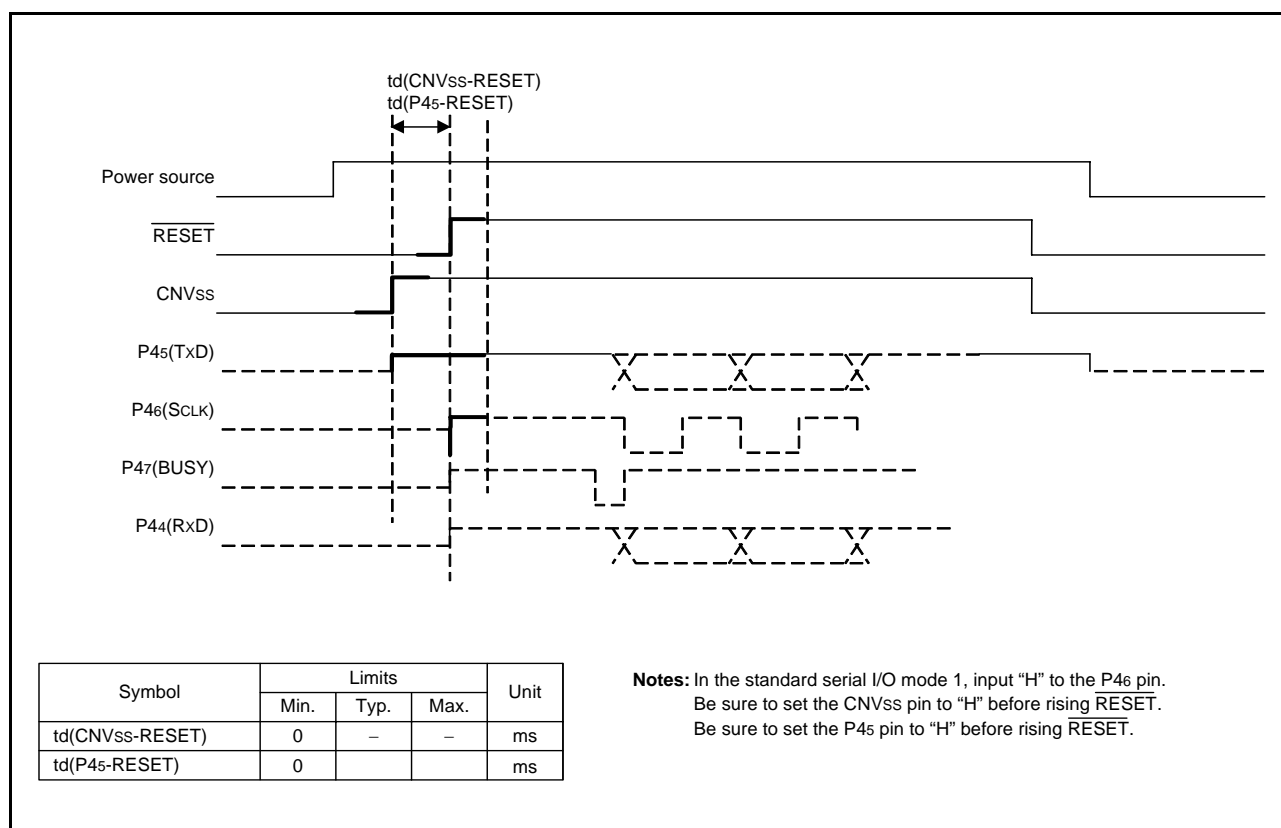 td(CNVss-RESET)
td(P45-RESET)
Power source
RESET
CNVss
P45(TxD)
P46(SCLK)
P47(BUSY)
P44(RxD)
Symbol Limits Unit
Min. Typ. Max.
td(CNVss-RESET) 0 – – ms
td(P45-RESET) 0 ms
Notes: In the standard serial I/O mode 1, input “H” to the P46 pin.
Be sure to set the CNVss pin to “H” before rising RESET.
Be sure to set the P45 pin to “H” before rising RESET.